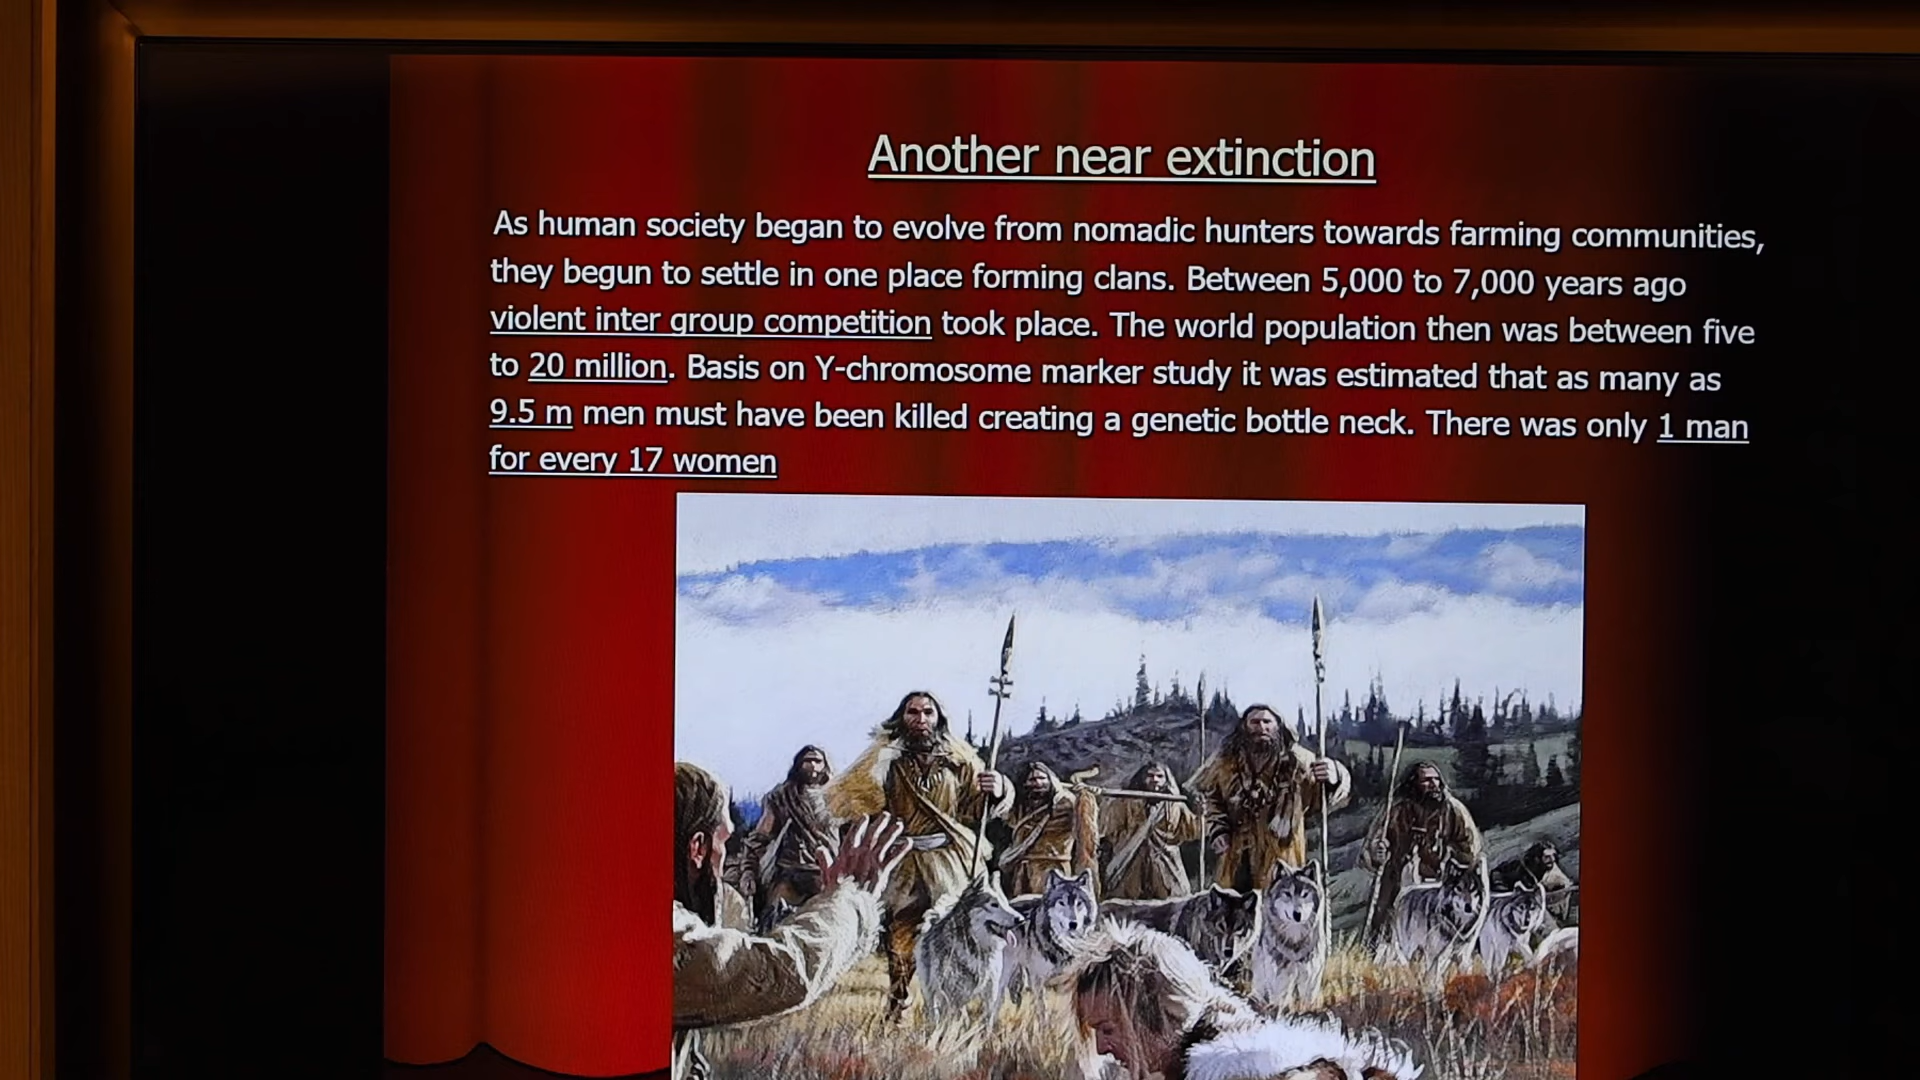 Another near extinction
As human society began to evolve from nomadic hunters towards farming communities,
they begun to settle in one place forming clans. Between 5,000 to 7,000 years ago
violent inter group competition took place. The world population then was between five
to 20 million. Basis on Y-chromosome marker study it was estimated that as many as
9.5 m men must have been killed creating a genetic bottle neck. There was only 1 man
for every 17 women